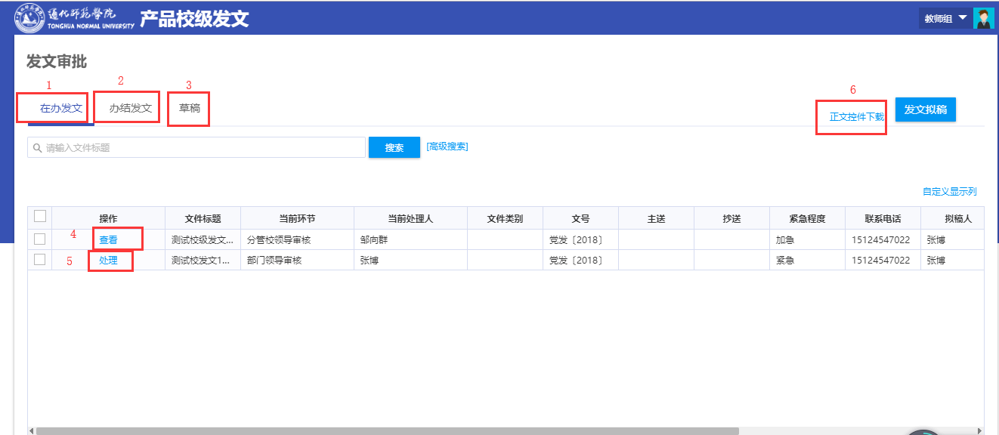 通化師範學院
TONGHUA NORMAL UNIVERSITY
产品校级发文
教师组
发文审批
1
2
3
6
在办发文
办结发文
草稿
正文控件下载
发文拟稿
请输入文件标题
搜索
[高级搜索]
自定义显示列
操作 文件标题 当前环节 当前处理人 文件类别 文号 主送 抄送 紧急程度 联系电话 拟稿人
4 查看 测试校级发文... 分管校领导审核 邹向群 党发〔2018〕 加急 15124547022 张博
5 处理 测试校发文1... 部门领导审核 张博 党发〔2018〕 紧急 15124547022 张博